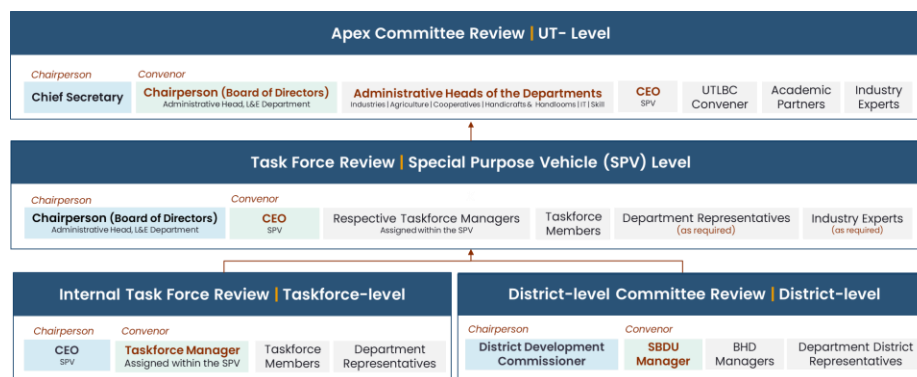 Apex Committee Review | UT- Level
Chairperson
Convenor
Chief Secretary
Chairperson (Board of Directors)
Administrative Head, L&E Department
Administrative Heads of the Departments
Industries | Agriculture | Cooperatives | Handicrafts & Handlooms | IT | Skill
CEO
SPV
UTLBC
Convener
Academic
Partners
Industry
Experts
Task Force Review | Special Purpose Vehicle (SPV) Level
Chairperson
Convenor
Chairperson (Board of Directors)
Administrative Head, L&E Department
CEO
SPV
Respective Taskforce Managers
Assigned within the SPV
Taskforce
Members
Department Representatives
(as required)
Industry Experts
(as required)
Internal Task Force Review | Taskforce-level
Chairperson
Convenor
CEO
SPV
Taskforce Manager
Assigned within the SPV
Taskforce
Members
Department
Representatives
District-level Committee Review | District-level
Chairperson
Convenor
District Development
Commissioner
SBDU
Manager
BHD
Managers
Department District
Representatives